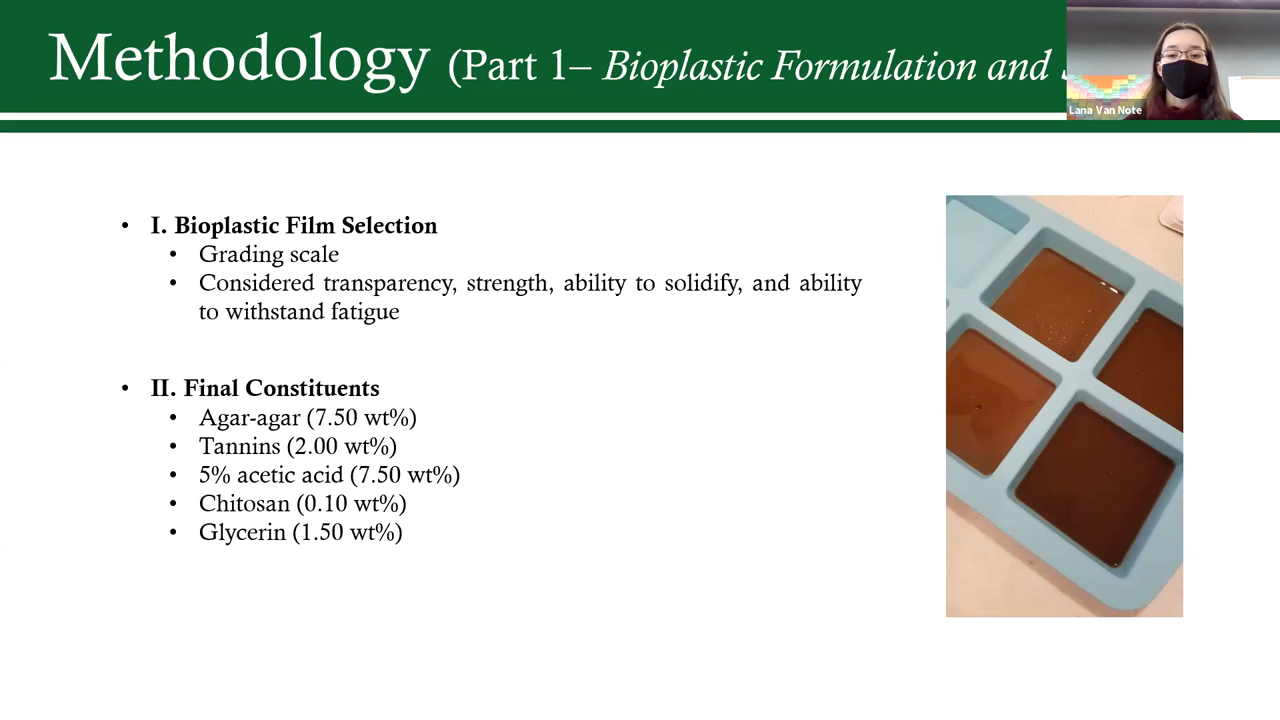 Methodology (Part 1– Bioplastic Formulation and
Lana Van Note
• I. Bioplastic Film Selection
• Grading scale
• Considered transparency, strength, ability to solidify, and ability
to withstand fatigue
• II. Final Constituents
• Agar-agar (7.50 wt%)
• Tannins (2.00 wt%)
• 5% acetic acid (7.50 wt%)
• Chitosan (0.10 wt%)
• Glycerin (1.50 wt%)